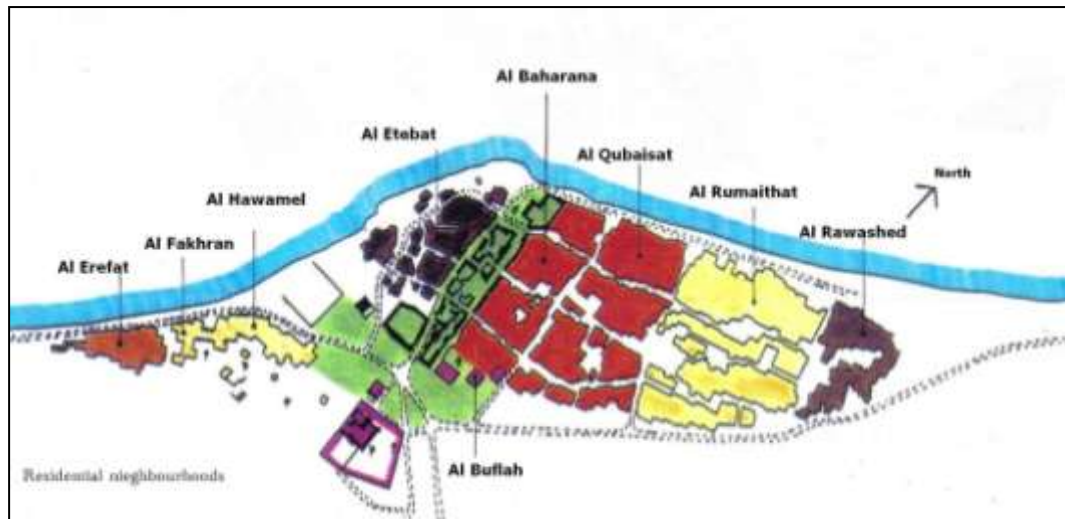 Al Baharana
Al Etebat
Al Qubaisat
North
Al Hawamel
Al Rumaithat
Al Fakhran
Al Rawashed
Al Erefat
Al Buflah
Residential nieghbourhoods